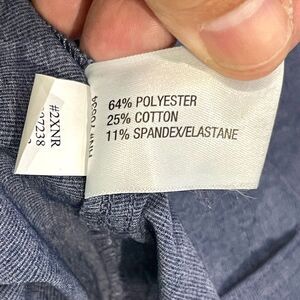 64% POLYESTER
25% COTTON
11% SPANDEX/ELASTANE
#2XNR